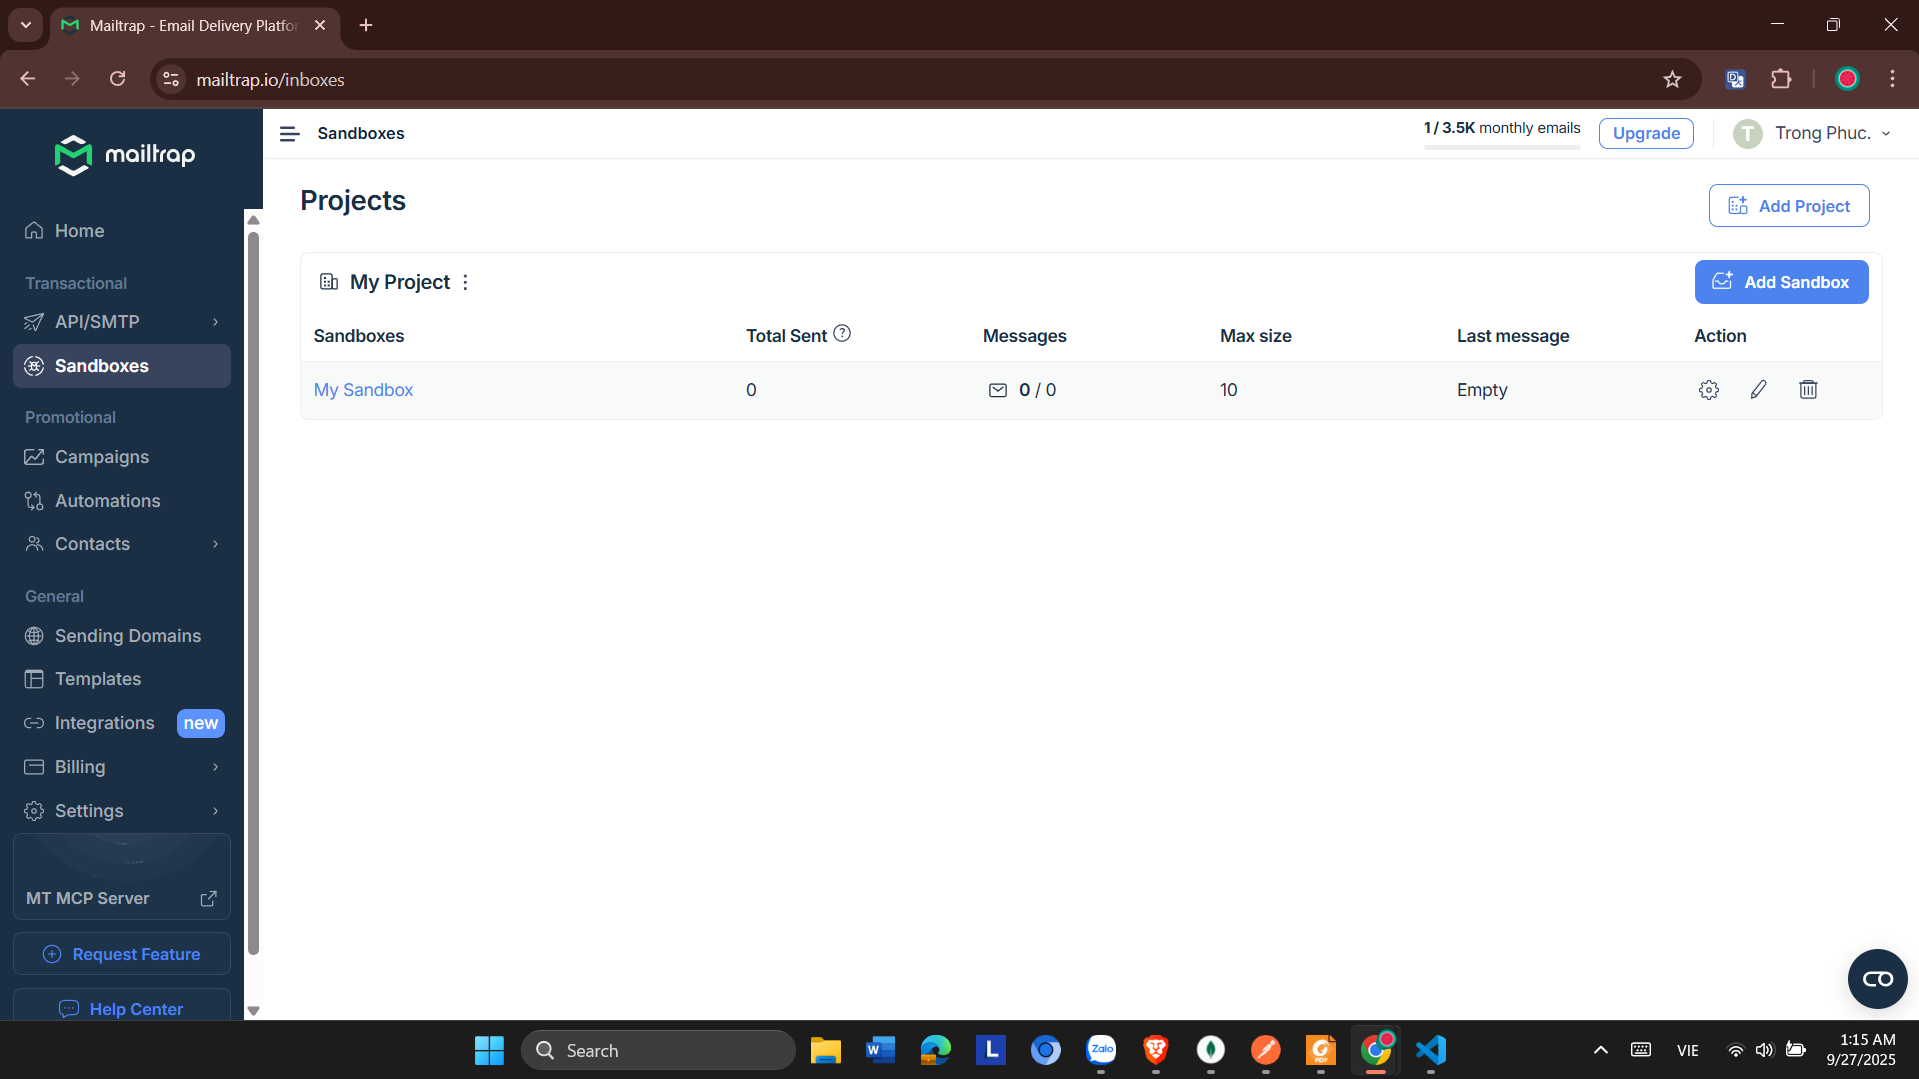 Mailtrap - Email Delivery Platfor
mailtrap.io/inboxes
mailtrap
Sandboxes
1 / 3.5K monthly emails
Upgrade
T
Trong Phuc.
Home
Transactional
API/SMTP
Sandboxes
Promotional
Campaigns
Automations
Contacts
General
Sending Domains
Templates
Integrations new
Billing
Settings
MT MCP Server
Request Feature
Help Center
Projects
Add Project
My Project
Add Sandbox
Sandboxes Total Sent ? Messages Max size Last message Action
My Sandbox 0 0 / 0 10 Empty
Search
W
L
Zalo
PDF
VIE
1:15 AM
9/27/2025